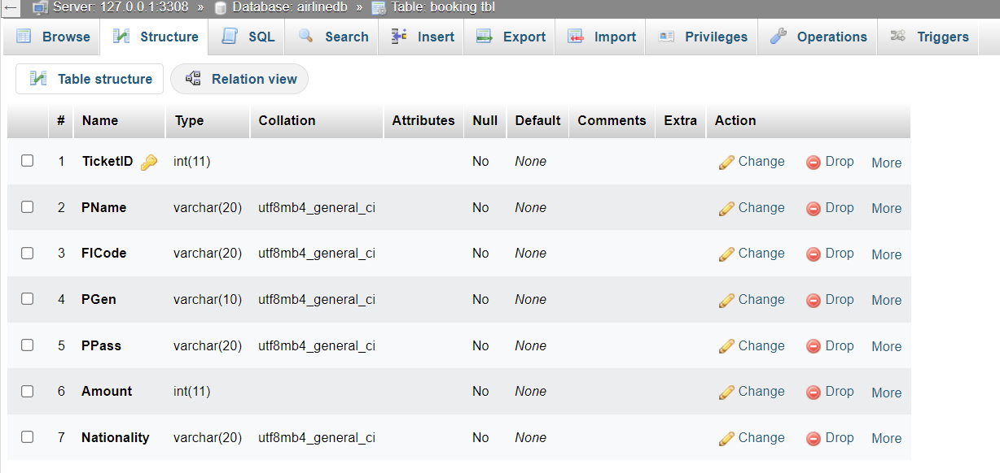 Server: 127.0.0.1:3308 » Database: airlinedb » Table: booking tbl
Browse Structure SQL Search Insert Export Import Privileges Operations Triggers
Table structure Relation view
# Name Type Collation Attributes Null Default Comments Extra Action
1 TicketID int(11) No None Change Drop More
2 PName varchar(20) utf8mb4_general_ci No None Change Drop More
3 FlCode varchar(20) utf8mb4_general_ci No None Change Drop More
4 PGen varchar(10) utf8mb4_general_ci No None Change Drop More
5 PPass varchar(20) utf8mb4_general_ci No None Change Drop More
6 Amount int(11) No None Change Drop More
7 Nationality varchar(20) utf8mb4_general_ci No None Change Drop More